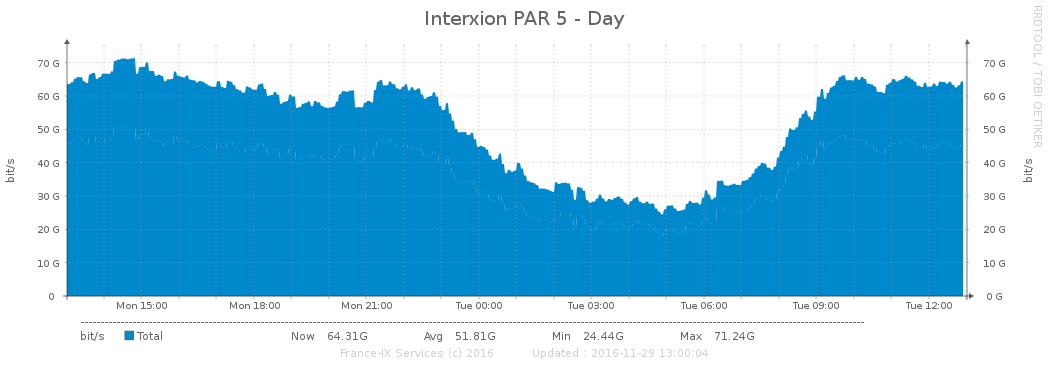 Interxion PAR 5 - Day
RRDTOOL / TOBI OETIKER
bit/s
70 G 70 G
60 G 60 G
50 G 50 G
40 G 40 G
30 G 30 G
20 G 20 G
10 G 10 G
0 0 G
bit/s
Mon 15:00 Mon 18:00 Mon 21:00 Tue 00:00 Tue 03:00 Tue 06:00 Tue 09:00 Tue 12:00
bit/s Total Now 64.31G Avg 51.81G Min 24.44G Max 71.24G
France-IX Services (c) 2016 Updated : 2016-11-29 13:00:04